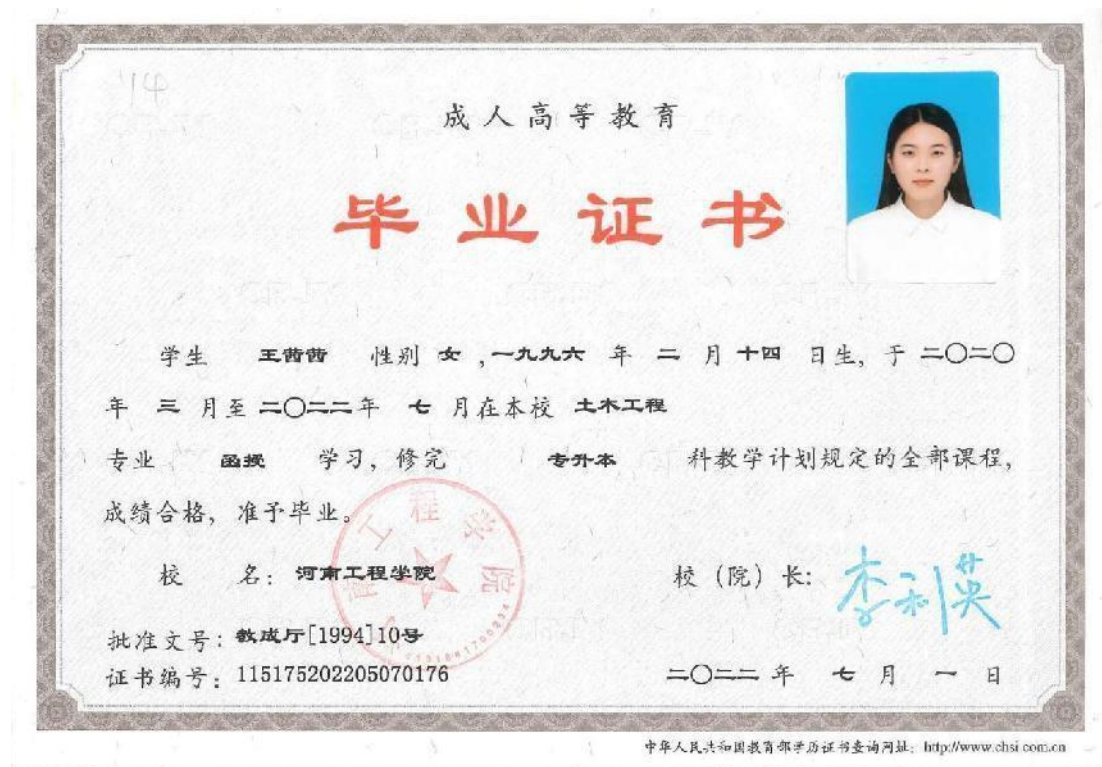 '14
成人高等教育
毕业证书
学生 王茜茜 性别 女 ,一九九六 年 二 月 十四 日生, 于 二〇二〇
年 三 月至 二〇二二年 七 月在本校 土木工程
专业, 函授 学习, 修完 专升本 科教学计划规定的全部课程,
成绩合格, 准予毕业。
校 名: 河南工程学院
校(院)长: 李利英
批准文号: 教成厅[1994]10号
证书编号: 115175202205070176
二〇二二 年 七 月 一 日
工程学院
中华人民共和国教育部学历证书查询网址: http://www.chsi.com.cn